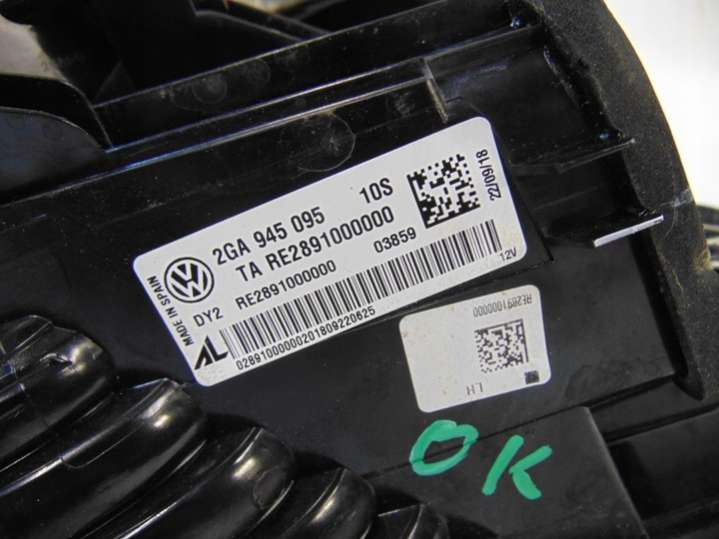 2GA 945 095 10S
TA RE2891000000
DY2 RE2891000000 03859
0289100000201809220625
12V
22/09/18
MADE IN SPAIN
AL
RE2891000000
LH
OK